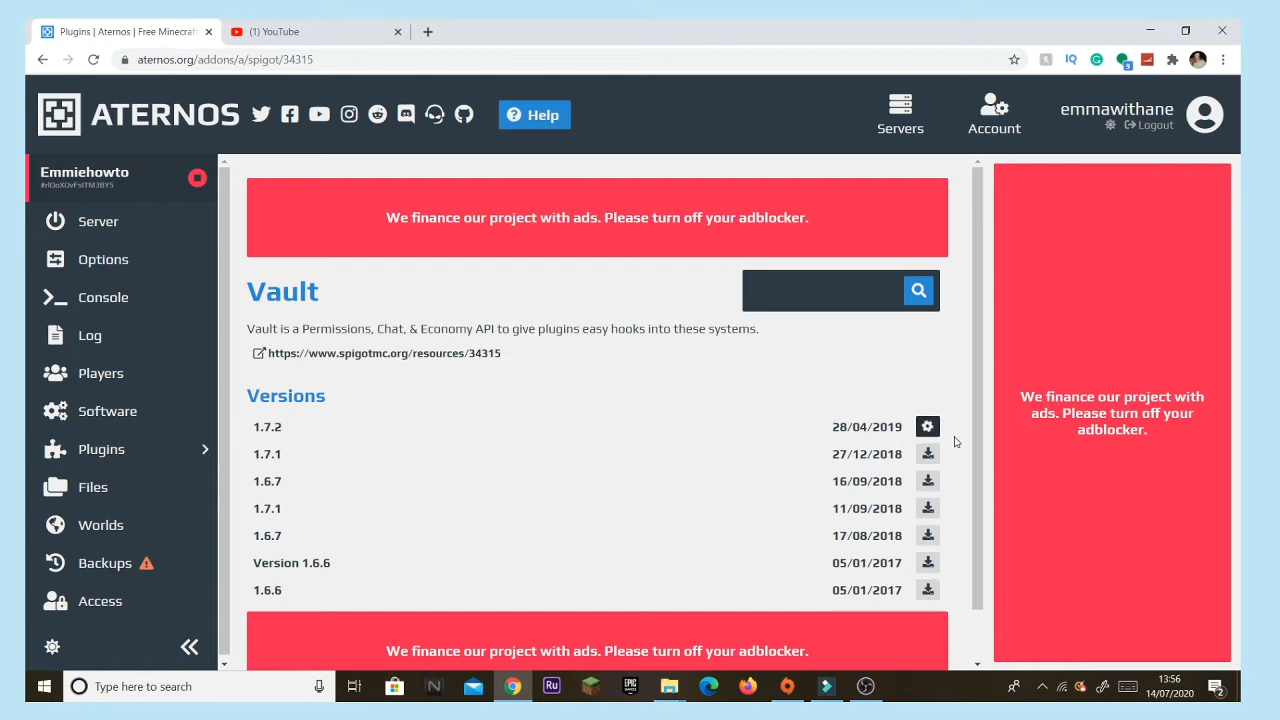 Plugins | Aternos | Free Minecraft
(1) YouTube
aternos.org/addons/a/spigot/34315
IQ
9
ATERNOS
Help
Servers
Account
emmawithane
Logout
Emmiehowto
Server
Options
Console
Log
Players
Software
Plugins
Files
Worlds
Backups
Access
We finance our project with ads. Please turn off your adblocker.
Vault
Vault is a Permissions, Chat, & Economy API to give plugins easy hooks into these systems.
https://www.spigotmc.org/resources/34315
Versions
1.7.2 28/04/2019
1.7.1 27/12/2018
1.6.7 16/09/2018
1.7.1 11/09/2018
1.6.7 17/08/2018
Version 1.6.6 05/01/2017
1.6.6 05/01/2017
We finance our project with ads. Please turn off your adblocker.
We finance our project with
ads. Please turn off your
adblocker.
Type here to search
N
Ru
EPIC
GAMES
13:56
14/07/2020
2